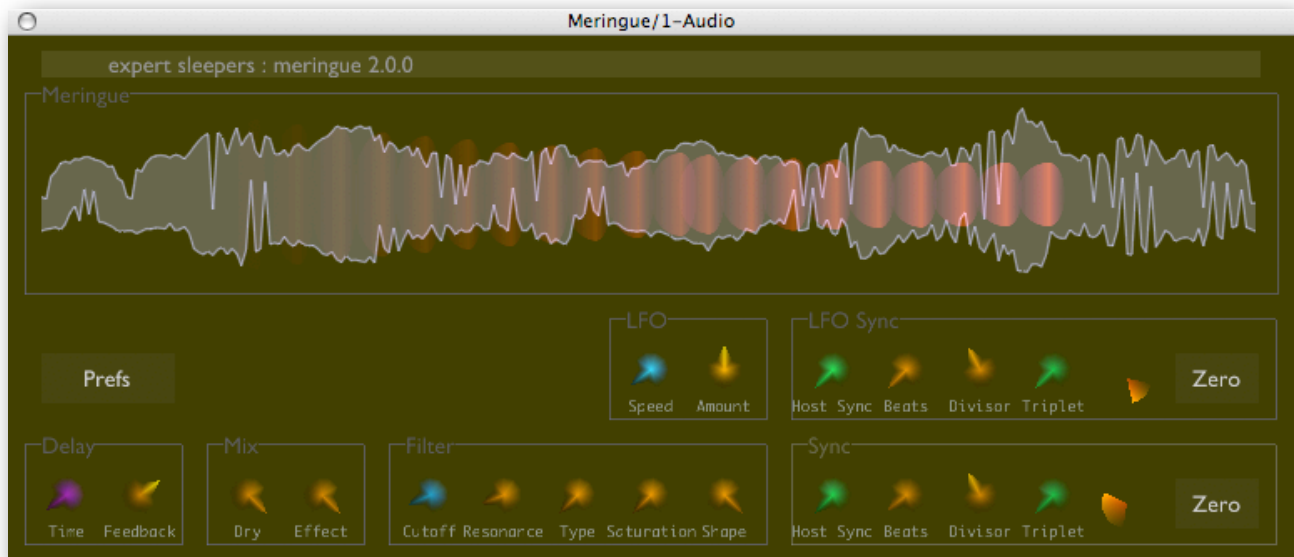 Meringue/1-Audio
expert sleepers : meringue 2.0.0
Meringue
LFO
LFO Sync
Prefs
Speed Amount
Host Sync Beats Divisor Triplet
Zero
Delay
Mix
Filter
Sync
Time Feedback
Dry Effect
Cutoff Resonance Type Saturation Shape
Host Sync Beats Divisor Triplet
Zero